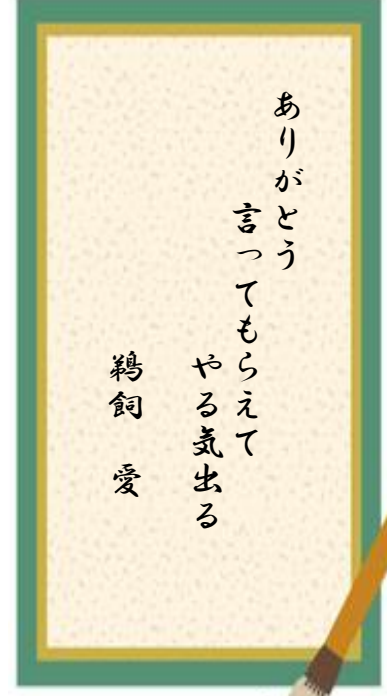 ありがとう
言ってもらえて
やる気出る
鵜飼 愛